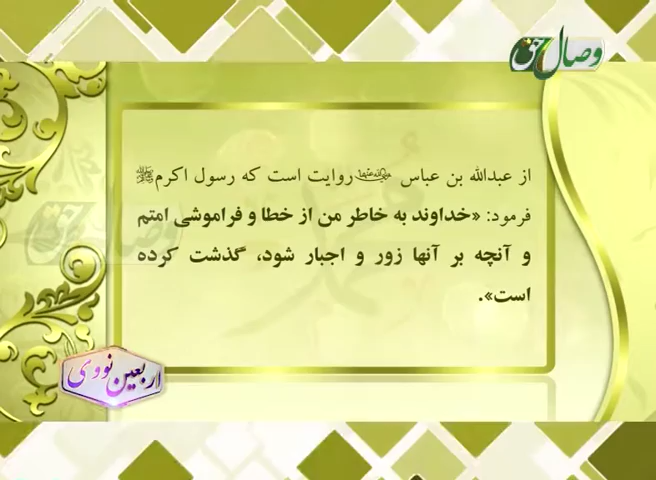 وصال حق
از عبدالله بن عباس رضی‌الله‌عنهما روایت است که رسول اکرم ﷺ
فرمود: «خداوند به خاطر من از خطا و فراموشی امتم
و آنچه بر آنها زور و اجبار شود، گذشت کرده
است».
وصال حق
اربعین نووی